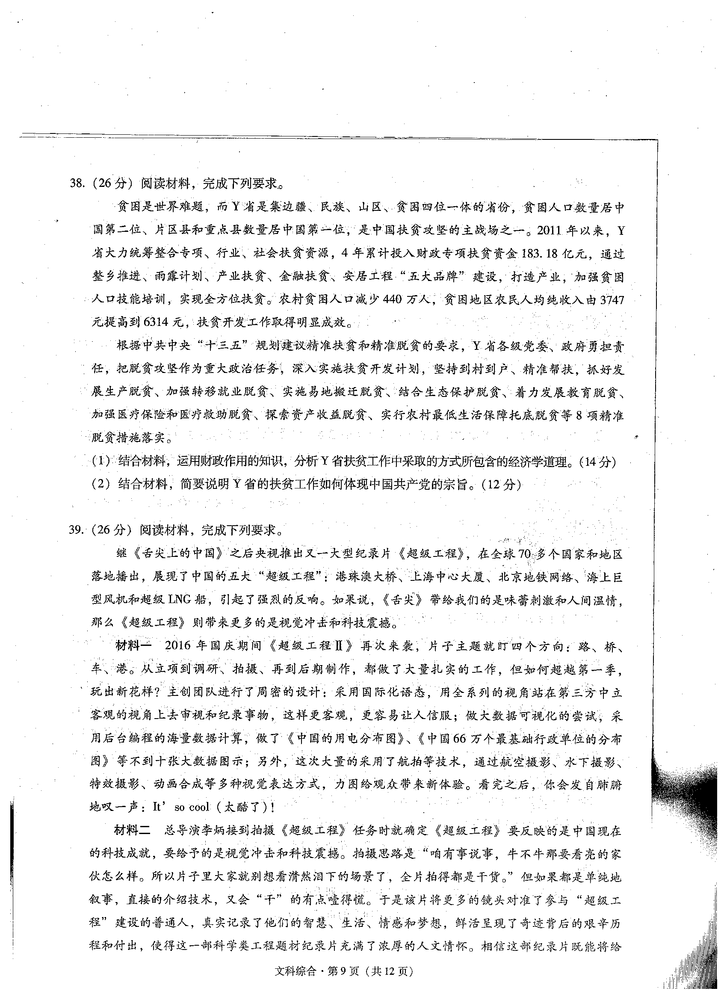 38.（26分）阅读材料，完成下列要求。
贫困是世界难题，而Y省是集边疆、民族、山区、贫困四位一体的省份，贫困人口数量居中
国第二位、片区县和重点县数量居中国第一位，是中国扶贫攻坚的主战场之一。2011年以来，Y
省大力统筹整合专项、行业、社会扶贫资源，4年累计投入财政专项扶贫资金183.18亿元，通过
整乡推进、雨露计划、产业扶贫、金融扶贫、安居工程“五大品牌”建设，打造产业，加强贫困
人口技能培训，实现全方位扶贫。农村贫困人口减少440万人，贫困地区农民人均纯收入由3747
元提高到6314元，扶贫开发工作取得明显成效。
根据中共中央“十三五”规划建议精准扶贫和精准脱贫的要求，Y省各级党委、政府勇担责
任，把脱贫攻坚作为重大政治任务，深入实施扶贫开发计划，坚持到村到户、精准帮扶，抓好发
展生产脱贫、加强转移就业脱贫、实施易地搬迁脱贫、结合生态保护脱贫、着力发展教育脱贫、
加强医疗保险和医疗救助脱贫、探索资产收益脱贫、实行农村最低生活保障托底脱贫等8项精准
脱贫措施落实。
(1) 结合材料，运用财政作用的知识，分析Y省扶贫工作中采取的方式所包含的经济学道理。(14分)
(2) 结合材料，简要说明Y省的扶贫工作如何体现中国共产党的宗旨。(12分)
39.（26分）阅读材料，完成下列要求。
继《舌尖上的中国》之后央视推出又一大型纪录片《超级工程》，在全球70多个国家和地区
落地播出，展现了中国的五大“超级工程”：港珠澳大桥、上海中心大厦、北京地铁网络、海上巨
型风机和超级LNG船，引起了强烈的反响。如果说，《舌尖》带给我们的是味蕾刺激和人间温情，
那么《超级工程》则带来更多的是视觉冲击和科技震撼。
材料一 2016年国庆期间《超级工程Ⅱ》再次来袭，片子主题就盯四个方向：路、桥、
车、港。从立项到调研、拍摄、再到后期制作，都做了大量扎实的工作，但如何超越第一季，
玩出新花样？主创团队进行了周密的设计：采用国际化语态，用全系列的视角站在第三方中立
客观的视角上去审视和纪录事物，这样更客观，更容易让人信服；做大数据可视化的尝试，采
用后台编程的海量数据计算，做了《中国的用电分布图》、《中国66万个最基础行政单位的分布
图》等不到十张大数据图示；另外，这次大量的采用了航拍等技术，通过航空摄影、水下摄影、
特效摄影、动画合成等多种视觉表达方式，力图给观众带来新体验。看完之后，你会发自肺腑
地叹一声：It’ so cool（太酷了）！
材料二 总导演李炳接到拍摄《超级工程》任务时就确定《超级工程》要反映的是中国现在
的科技成就，要给予的是视觉冲击和科技震撼。拍摄思路是“咱有事说事，牛不牛那要看亮的家
伙怎么样。所以片子里大家就别想看潸然泪下的场景了，全片拍得都是干货。”但如果都是单纯地
叙事，直接的介绍技术，又会“干”的有点噎得慌。于是该片将更多的镜头对准了参与“超级工
程”建设的普通人，真实记录了他们的智慧、生活、情感和梦想，鲜活呈现了奇迹背后的艰辛历
程和付出，使得这一部科学类工程题材纪录片充满了浓厚的人文情怀。相信这部纪录片既能将给
文科综合·第9页（共12页）